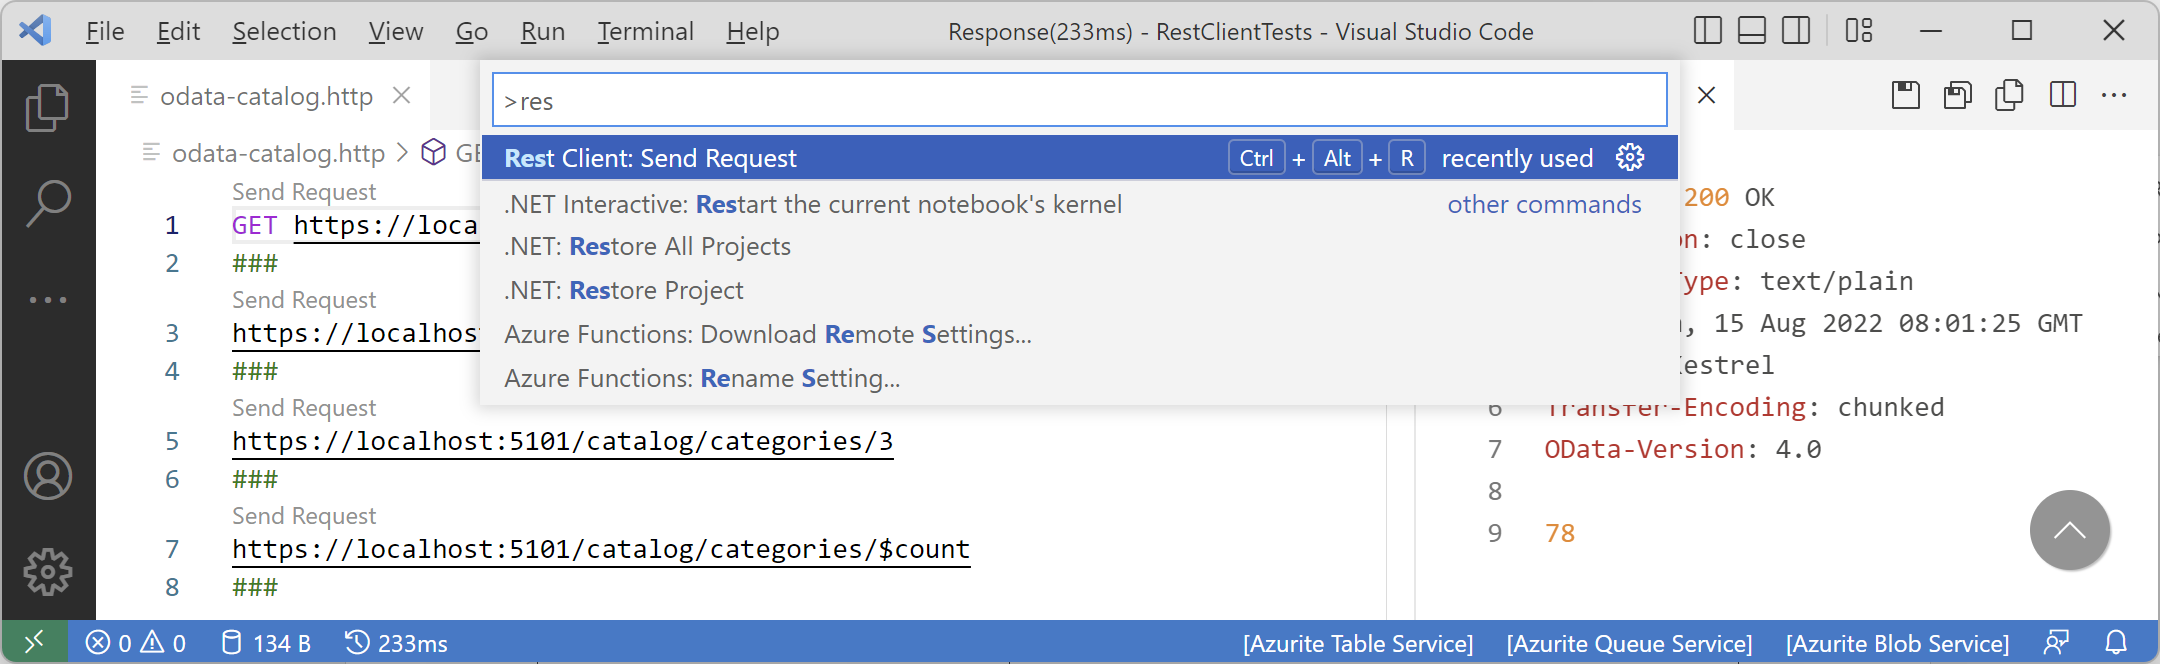 File Edit Selection View Go Run Terminal Help Response(233ms) - RestClientTests - Visual Studio Code
odata-catalog.http
>res
odata-catalog.http > GE
Rest Client: Send Request Ctrl + Alt + R recently used
.NET Interactive: Restart the current notebook's kernel other commands
.NET: Restore All Projects
.NET: Restore Project
Azure Functions: Download Remote Settings...
Azure Functions: Rename Setting...
Send Request
1 GET https://loca
2 ###
Send Request
3 https://localhos
4 ###
Send Request
5 https://localhost:5101/catalog/categories/3
6 ###
Send Request
7 https://localhost:5101/catalog/categories/$count
8 ###
200 OK
on: close
Type: text/plain
, 15 Aug 2022 08:01:25 GMT
estrel
6 Transfer-Encoding: chunked
7 OData-Version: 4.0
8
9 78
0 0 134 B 233ms [Azurite Table Service] [Azurite Queue Service] [Azurite Blob Service]